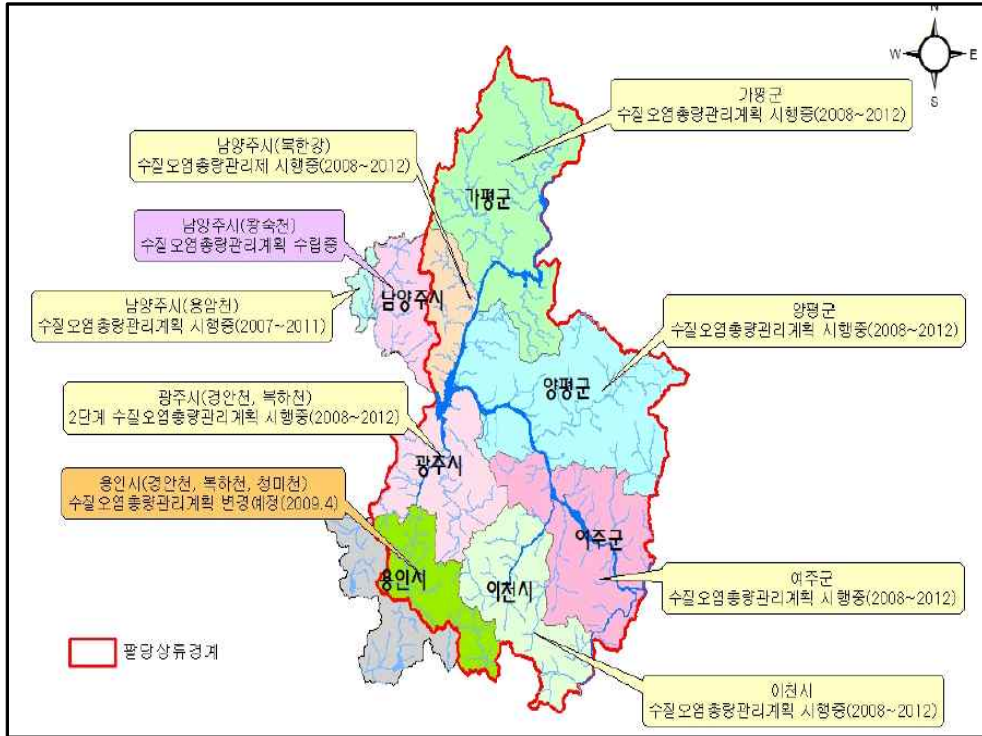 N
W
E
S
가평군
수질오염총량관리계획 시행중(2008~2012)
남양주시(북한강)
수질오염총량관리제 시행중(2008~2012)
가평군
남양주시(왕숙천)
수질오염총량관리계획 수립중
남양주시
남양주시(용암천)
수질오염총량관리계획 시행중(2007~2011)
양평군
수질오염총량관리계획 시행중(2008~2012)
양평군
광주시(경안천, 복하천)
2단계 수질오염총량관리계획 시행중(2008~2012)
광주시
용인시(경안천, 복하천, 청미천)
수질오염총량관리계획 변경예정(2009.4)
여주군
용인시
이천시
여주군
수질오염총량관리계획 시행중(2008~2012)
팔당상류경계
이천시
수질오염총량관리계획 시행중(2008~2012)